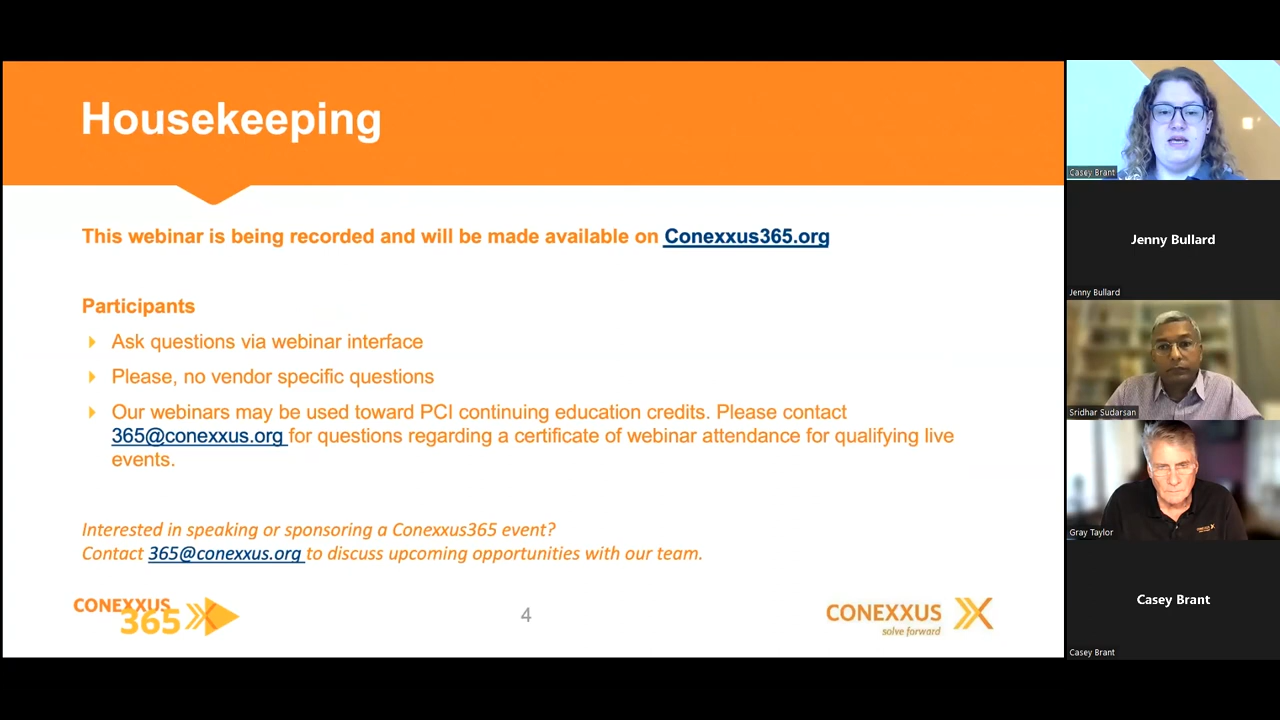 Housekeeping
This webinar is being recorded and will be made available on Conexxus365.org
Participants
Ask questions via webinar interface
Please, no vendor specific questions
Our webinars may be used toward PCI continuing education credits. Please contact
365@conexxus.org for questions regarding a certificate of webinar attendance for qualifying live
events.
Interested in speaking or sponsoring a Conexxus365 event?
Contact 365@conexxus.org to discuss upcoming opportunities with our team.
CONEXXUS
365
4
CONEXXUS
solve forward
Casey Brant
Jenny Bullard
Jenny Bullard
Sridhar Sudarsan
Gray Taylor
Casey Brant
Casey Brant